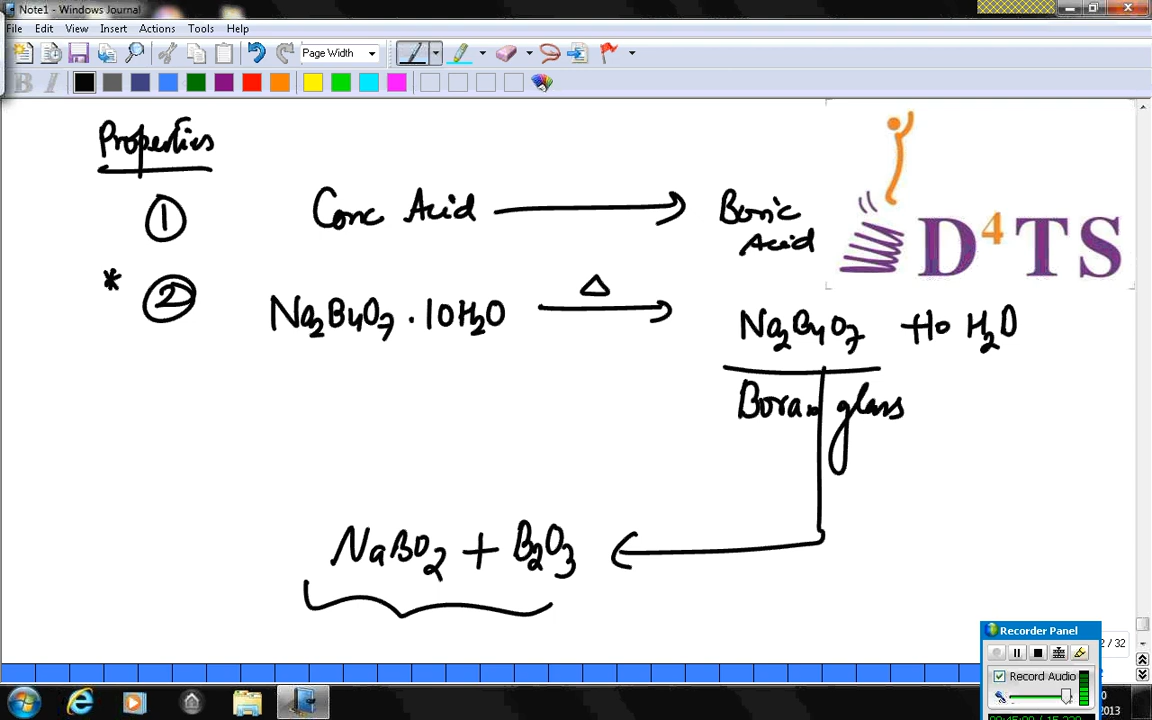 Note1 - Windows Journal
File Edit View Insert Actions Tools Help
Page Width
B I
Properties
① Conc Acid → Boric Acid
D4TS
* ② Na2B4O7 . 10H2O Δ → Na2B4O7 + 10 H2O
Borax glass
NaBO2 + B2O3 ←
Recorder Panel
2 / 32
Record Audio
2013